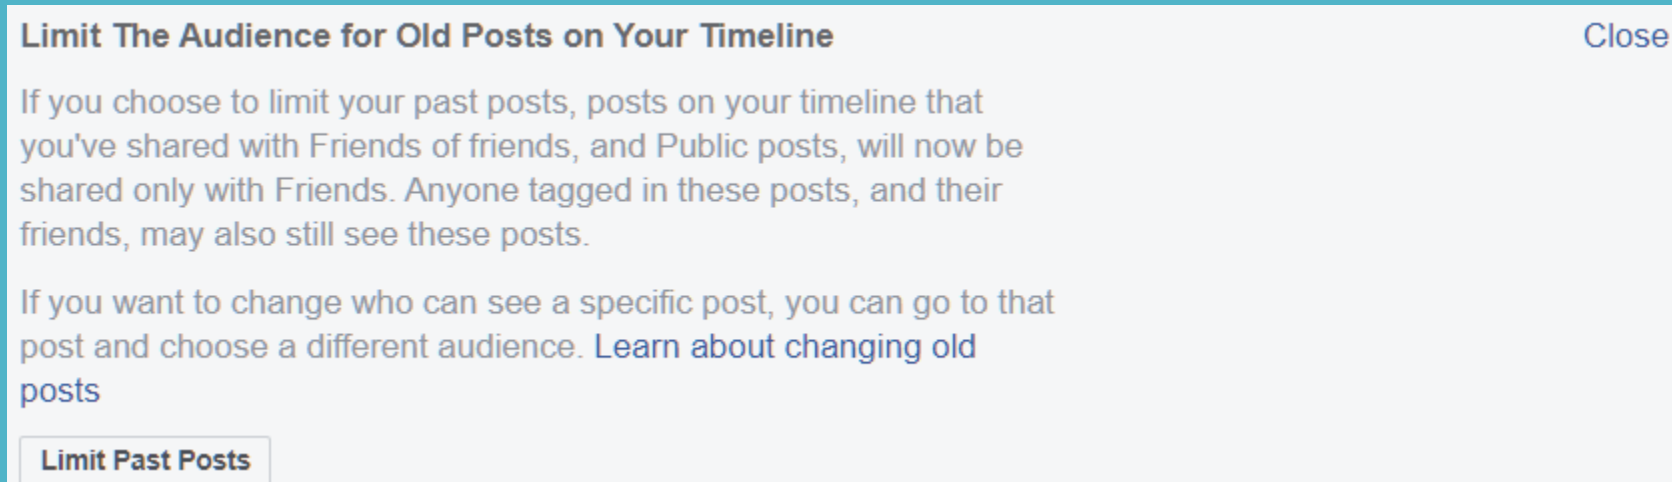 Limit The Audience for Old Posts on Your Timeline
Close
If you choose to limit your past posts, posts on your timeline that
you've shared with Friends of friends, and Public posts, will now be
shared only with Friends. Anyone tagged in these posts, and their
friends, may also still see these posts.
If you want to change who can see a specific post, you can go to that
post and choose a different audience. Learn about changing old
posts
Limit Past Posts